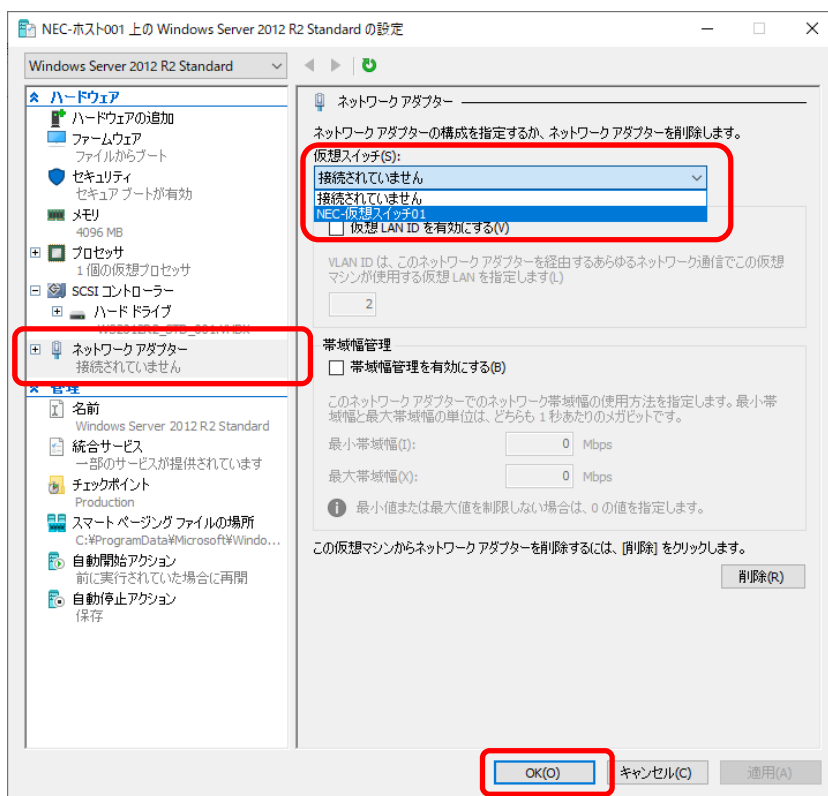 NEC-ホスト001 上の Windows Server 2012 R2 Standard の設定
Windows Server 2012 R2 Standard
ハードウェア
ハードウェアの追加
ファームウェア
ファイルからブート
セキュリティ
セキュア ブートが有効
メモリ
4096 MB
プロセッサ
1 個の仮想プロセッサ
SCSI コントローラー
ハード ドライブ
WS2012R2_STD_001.VHDX
ネットワーク アダプター
接続されていません
管理
名前
Windows Server 2012 R2 Standard
統合サービス
一部のサービスが提供されています
チェックポイント
Production
スマート ページング ファイルの場所
C:¥ProgramData¥Microsoft¥Windo...
自動開始アクション
前に実行されていた場合に再開
自動停止アクション
保存
ネットワーク アダプター
ネットワーク アダプターの構成を指定するか、ネットワーク アダプターを削除します。
仮想スイッチ(S):
接続されていません
接続されていません
NEC-仮想スイッチ01
仮想 LAN ID を有効にする(V)
VLAN ID は、このネットワーク アダプターを経由するあらゆるネットワーク通信でこの仮想
マシンが使用する仮想 LAN を指定します(L)
2
帯域幅管理
帯域幅管理を有効にする(B)
このネットワーク アダプターでのネットワーク帯域幅の使用方法を指定します。最小帯
域幅と最大帯域幅の単位は、どちらも 1 秒あたりのメガビットです。
最小帯域幅(I):
0 Mbps
最大帯域幅(X):
0 Mbps
最小値または最大値を制限しない場合は、0 の値を指定します。
この仮想マシンからネットワーク アダプターを削除するには、[削除] をクリックします。
削除(R)
OK(O)
キャンセル(C)
適用(A)